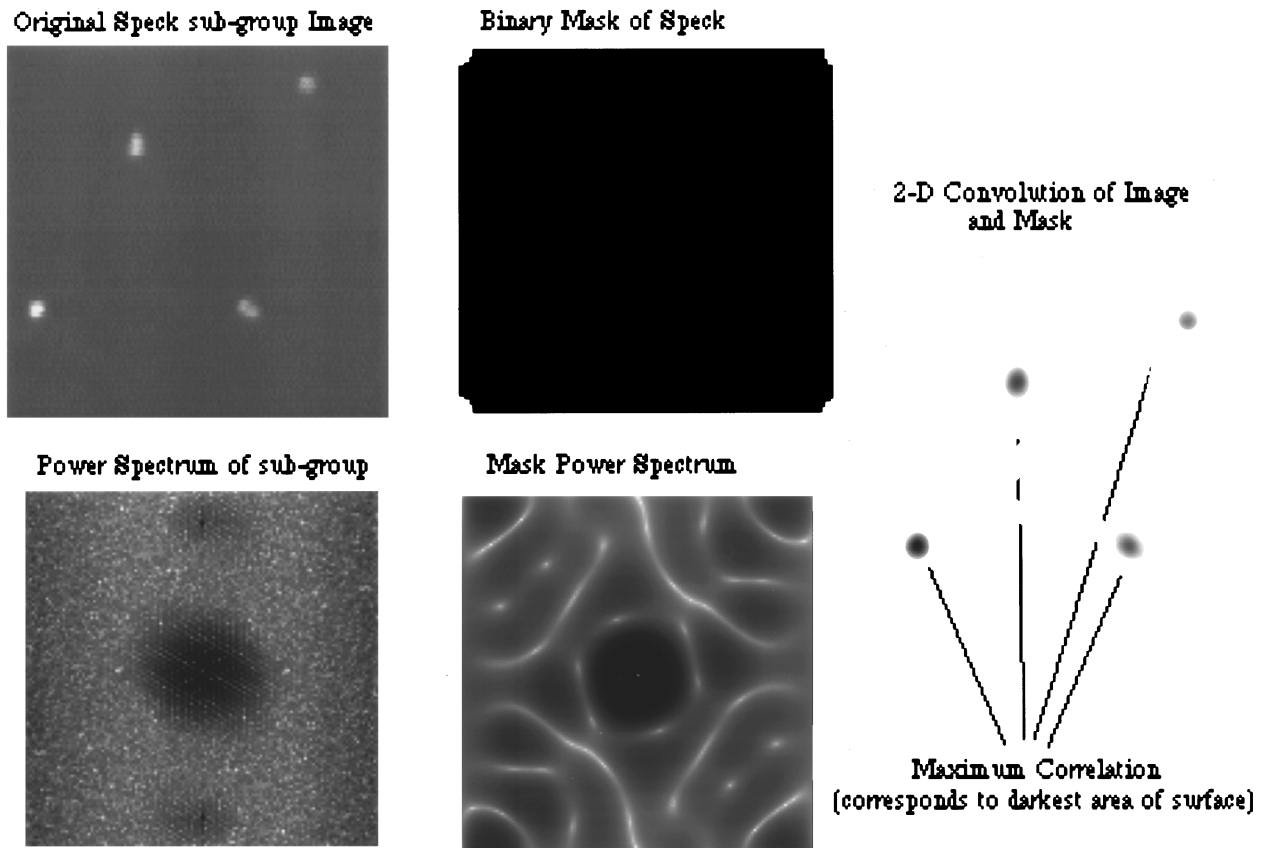 Original Speck sub-group Image
Binary Mask of Speck
2-D Convolution of Image
and Mask
Power Spectrum of sub-group
Mask Power Spectrum
Maximum Correlation
(corresponds to darkest area of surface)